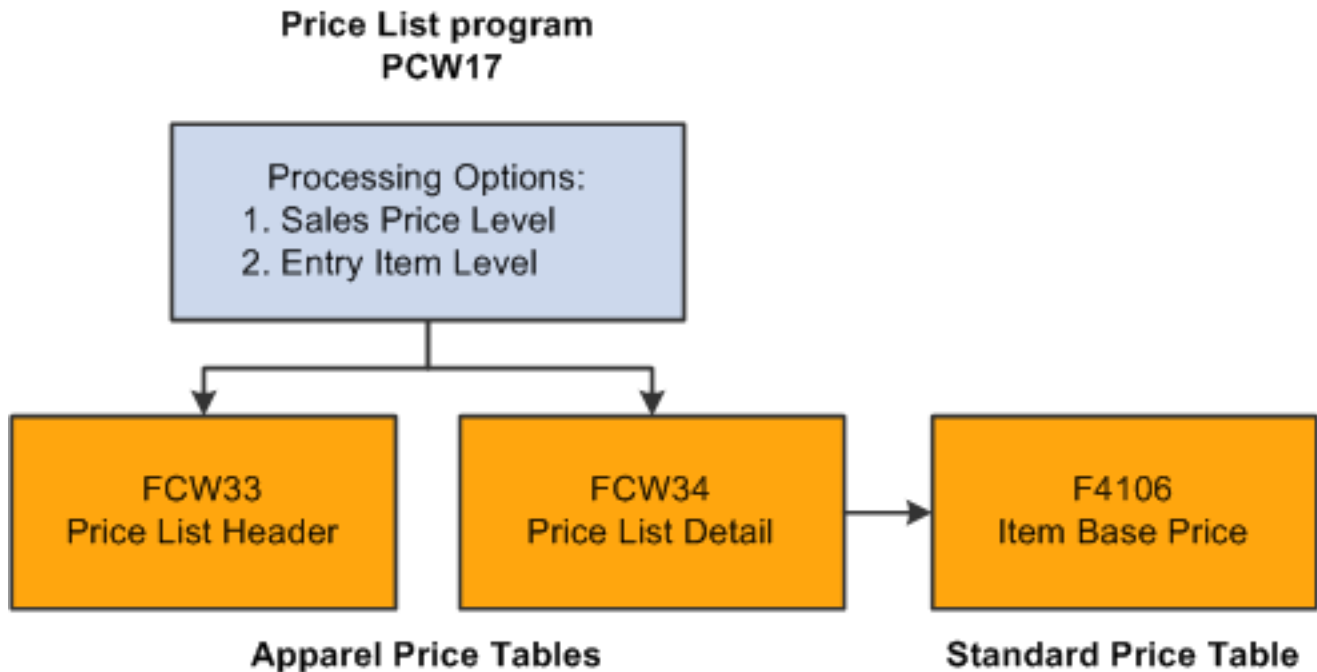 Price List program
PCW17
Processing Options:
1. Sales Price Level
2. Entry Item Level
FCW33
Price List Header
FCW34
Price List Detail
F4106
Item Base Price
Apparel Price Tables
Standard Price Table